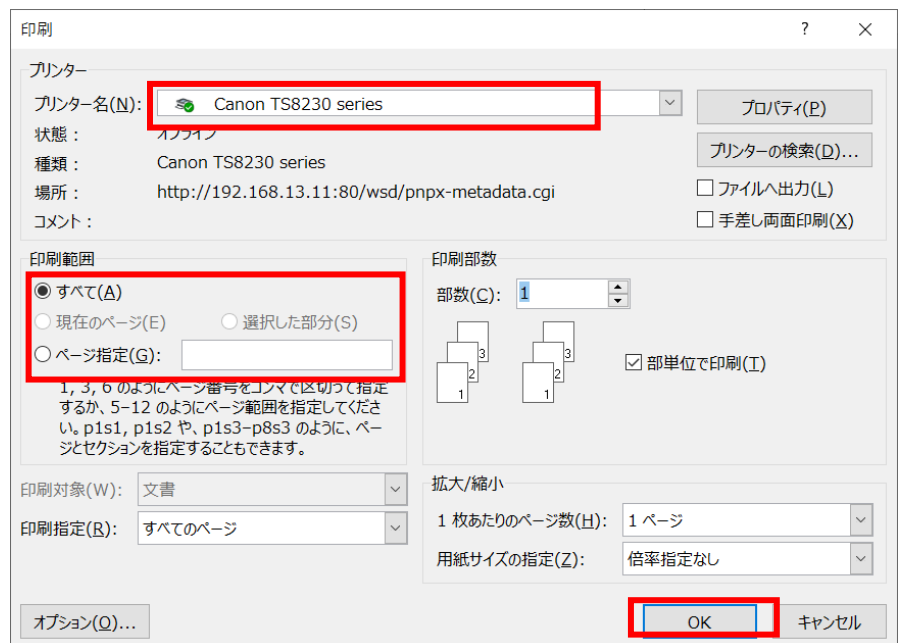 印刷
?
プリンター
プリンター名(N): Canon TS8230 series
プロパティ(P)
状態： オフライン
プリンターの検索(D)...
種類： Canon TS8230 series
場所： http://192.168.13.11:80/wsd/pnpx-metadata.cgi
ファイルへ出力(L)
コメント：
手差し両面印刷(X)
印刷範囲
すべて(A)
現在のページ(E) 選択した部分(S)
ページ指定(G):
1, 3, 6 のようにページ番号をコンマで区切って指定
するか、5-12 のようにページ範囲を指定してくださ
い。p1s1, p1s2 や、p1s3-p8s3 のように、ペー
ジとセクションを指定することもできます。
印刷部数
部数(C): 1
3 3
2 2
1 1
部単位で印刷(T)
印刷対象(W): 文書
印刷指定(R): すべてのページ
拡大/縮小
1 枚あたりのページ数(H): 1 ページ
用紙サイズの指定(Z): 倍率指定なし
オプション(O)...
OK
キャンセル